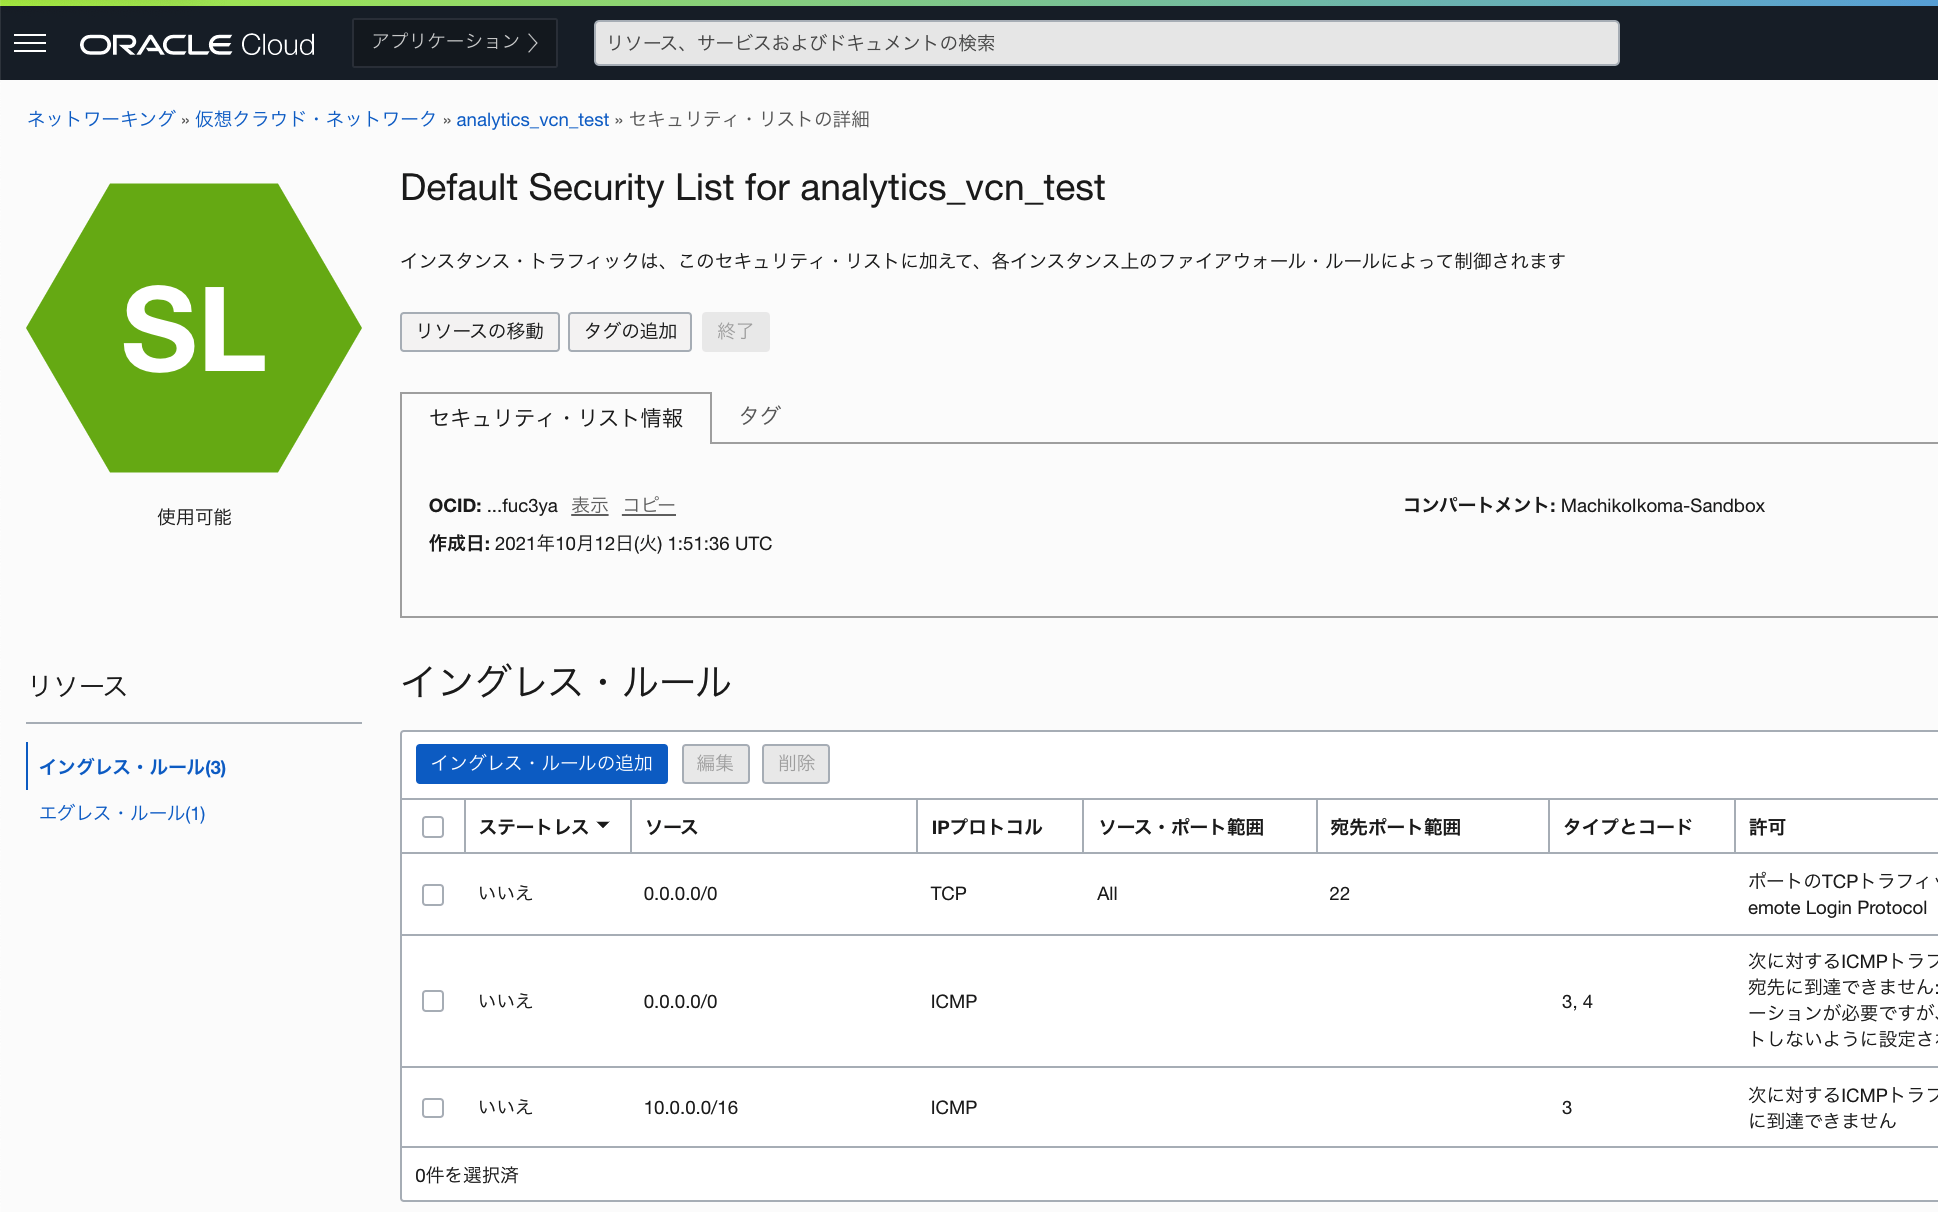 ORACLE Cloud
アプリケーション
リソース、サービスおよびドキュメントの検索
ネットワーキング » 仮想クラウド・ネットワーク » analytics_vcn_test » セキュリティ・リストの詳細
SL
使用可能
Default Security List for analytics_vcn_test
インスタンス・トラフィックは、このセキュリティ・リストに加えて、各インスタンス上のファイアウォール・ルールによって制御されます
リソースの移動 タグの追加 終了
セキュリティ・リスト情報 タグ
OCID: ...fuc3ya 表示 コピー
コンパートメント: MachikoIkoma-Sandbox
作成日: 2021年10月12日(火) 1:51:36 UTC
リソース
イングレス・ルール(3)
エグレス・ルール(1)
イングレス・ルール
イングレス・ルールの追加 編集 削除
ステートレス ソース IPプロトコル ソース・ポート範囲 宛先ポート範囲 タイプとコード 許可
いいえ 0.0.0.0/0 TCP All 22 ポートのTCPトラフィッ
emote Login Protocol
いいえ 0.0.0.0/0 ICMP 3, 4 次に対するICMPトラフ
宛先に到達できません:
ーションが必要ですが、
トしないように設定され
いいえ 10.0.0.0/16 ICMP 3 次に対するICMPトラフ
に到達できません
0件を選択済